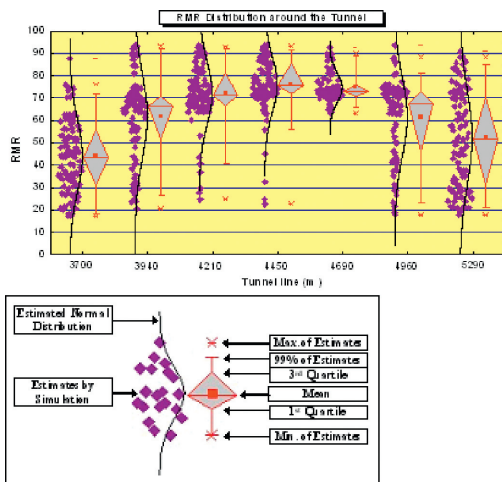 RMR Distribution around the Tunnel
100
90
80
70
60
50
40
30
20
10
0
RMR
3700 3940 4210 4450 4690 4960 5290
Tunnel line (m.)
Estimated Normal
Distribution
Estimates by
Simulation
Max. of Estimates
99% of Estimates
3rd Quartile
Mean
1st Quartile
Min. of Estimates